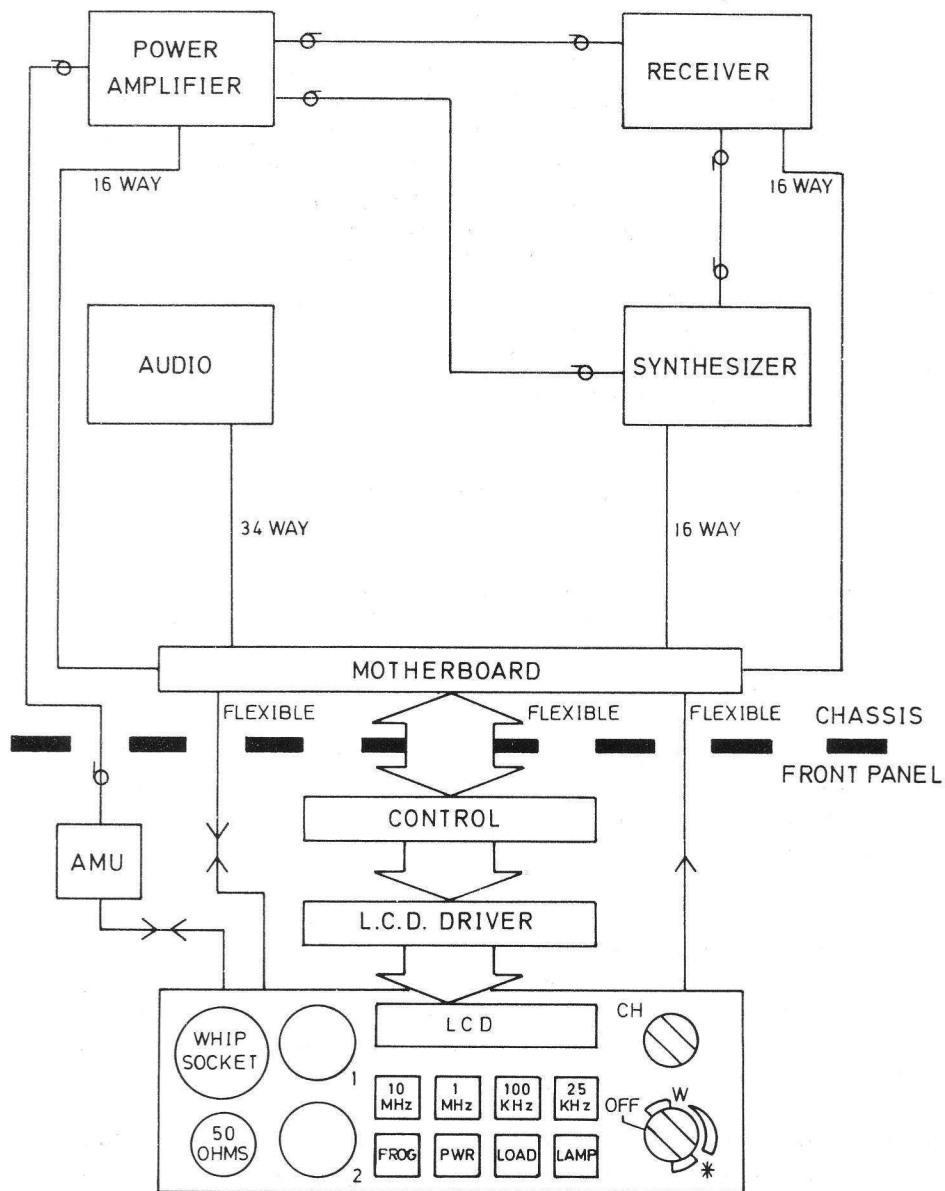 POWER
AMPLIFIER
RECEIVER
16 WAY
16 WAY
AUDIO
SYNTHESIZER
34 WAY
16 WAY
MOTHERBOARD
FLEXIBLE
FLEXIBLE
FLEXIBLE
CHASSIS
FRONT PANEL
CONTROL
AMU
L.C.D. DRIVER
LCD
CH
WHIP
SOCKET
1
10
MHz
1
MHz
100
KHz
25
KHz
OFF
W
50
OHMS
2
FROG
PWR
LOAD
LAMP
*